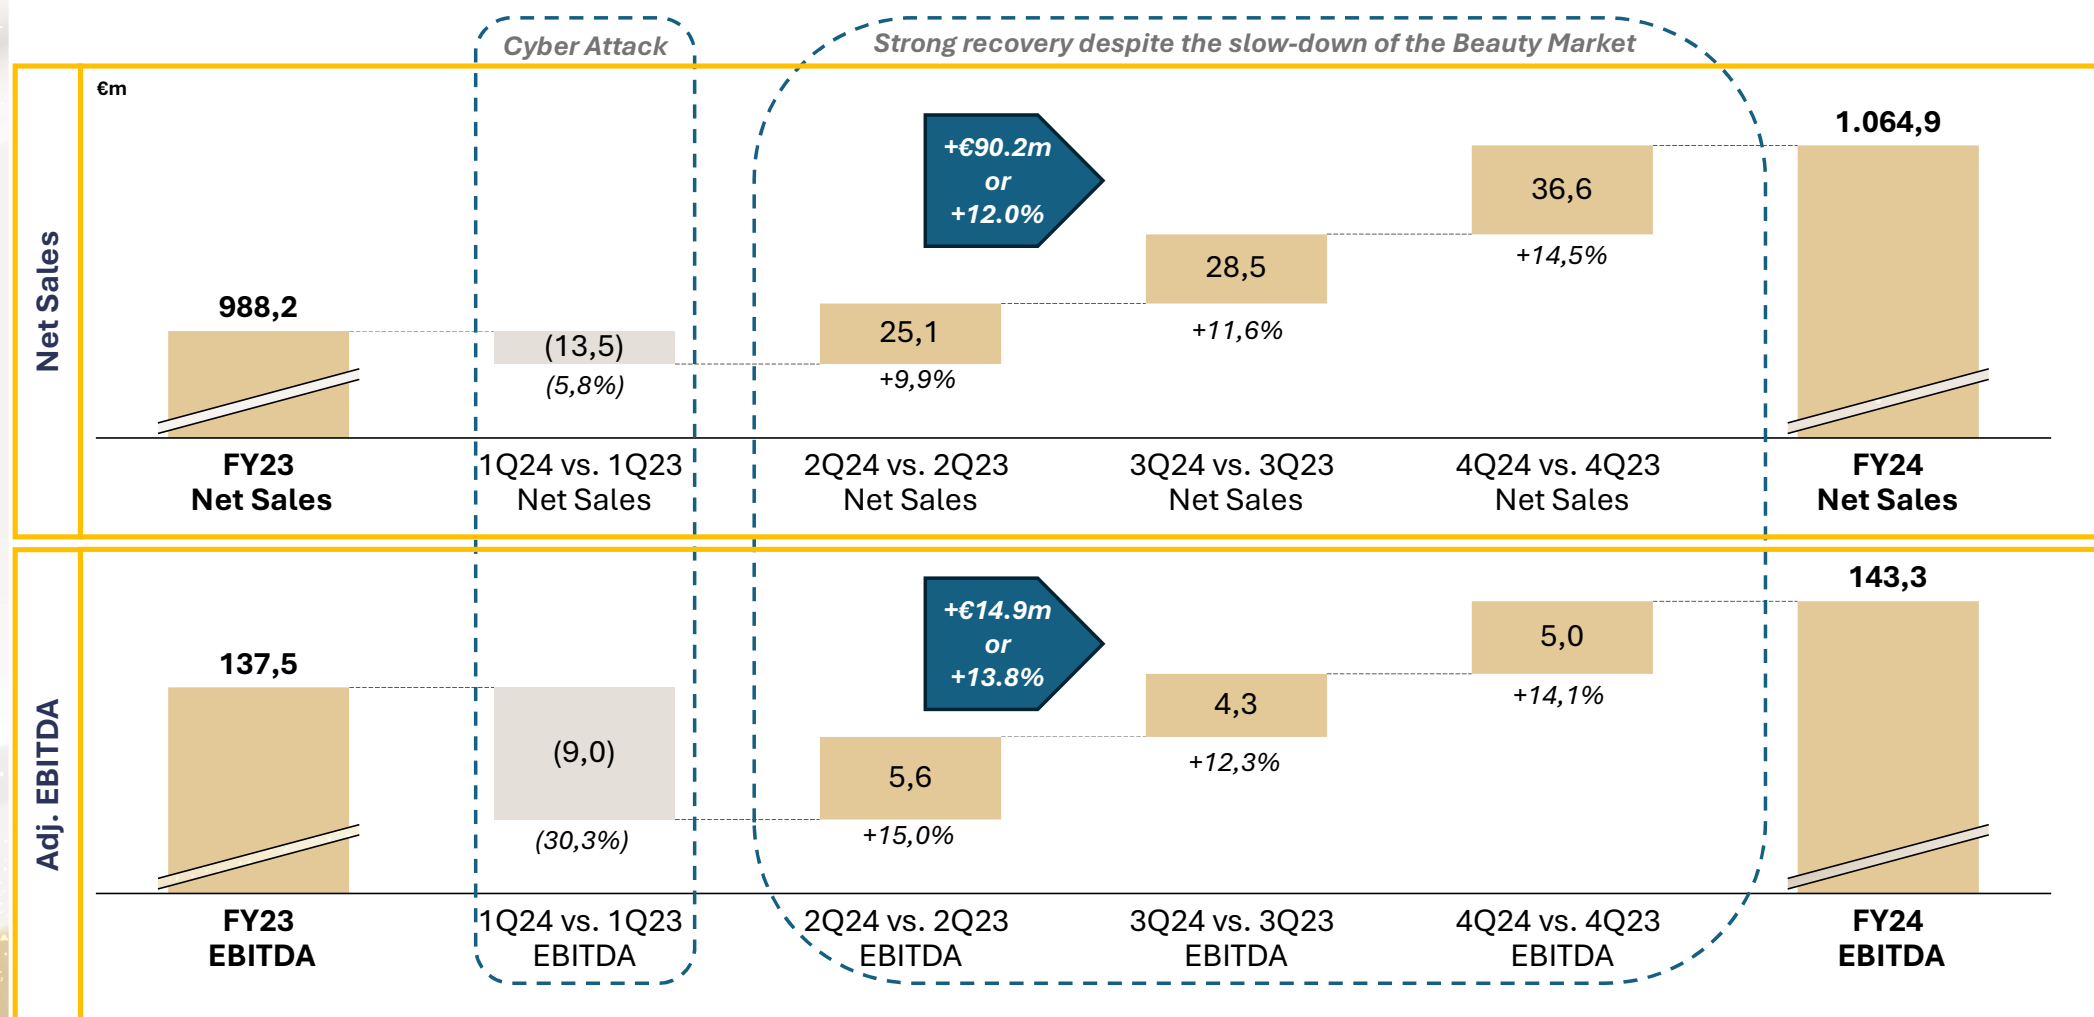 Cyber Attack
Strong recovery despite the slow-down of the Beauty Market
Net Sales
€m
988,2
(13,5)
(5,8%)
25,1
+9,9%
+€90.2m
or
+12.0%
28,5
+11,6%
36,6
+14,5%
1.064,9
FY23
Net Sales
1Q24 vs. 1Q23
Net Sales
2Q24 vs. 2Q23
Net Sales
3Q24 vs. 3Q23
Net Sales
4Q24 vs. 4Q23
Net Sales
FY24
Net Sales
Adj. EBITDA
137,5
(9,0)
(30,3%)
5,6
+15,0%
+€14.9m
or
+13.8%
4,3
+12,3%
5,0
+14,1%
143,3
FY23
EBITDA
1Q24 vs. 1Q23
EBITDA
2Q24 vs. 2Q23
EBITDA
3Q24 vs. 3Q23
EBITDA
4Q24 vs. 4Q23
EBITDA
FY24
EBITDA